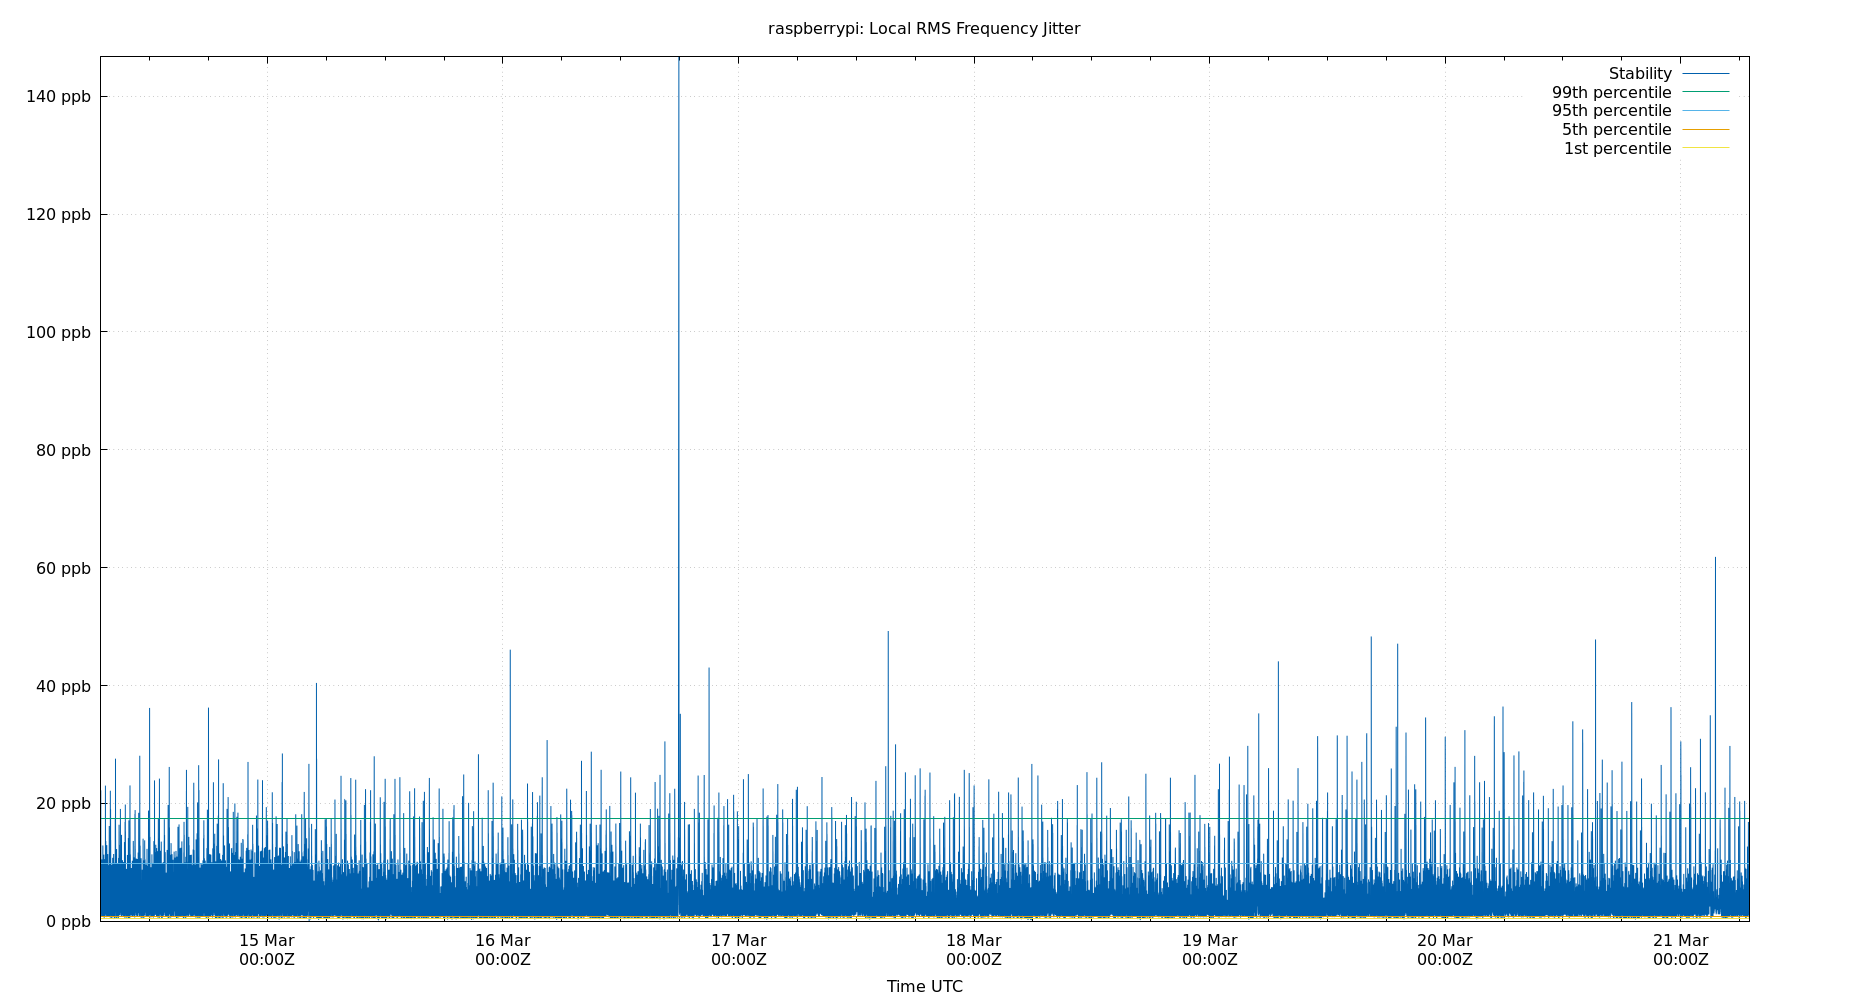 raspberrypi: Local RMS Frequency Jitter
Stability
99th percentile
95th percentile
5th percentile
1st percentile
140 ppb
120 ppb
100 ppb
80 ppb
60 ppb
40 ppb
20 ppb
0 ppb
15 Mar 16 Mar 17 Mar 18 Mar 19 Mar 20 Mar 21 Mar
00:00Z 00:00Z 00:00Z 00:00Z 00:00Z 00:00Z 00:00Z
Time UTC